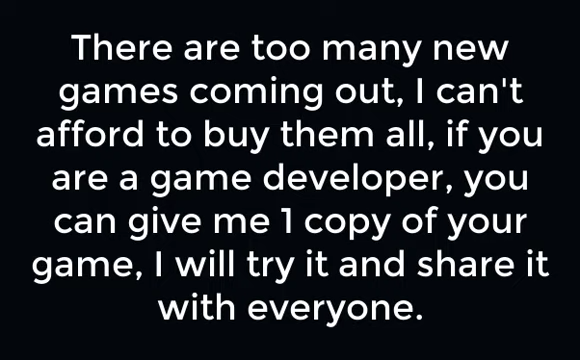 There are too many new
games coming out, I can't
afford to buy them all, if you
are a game developer, you
can give me 1 copy of your
game, I will try it and share it
with everyone.